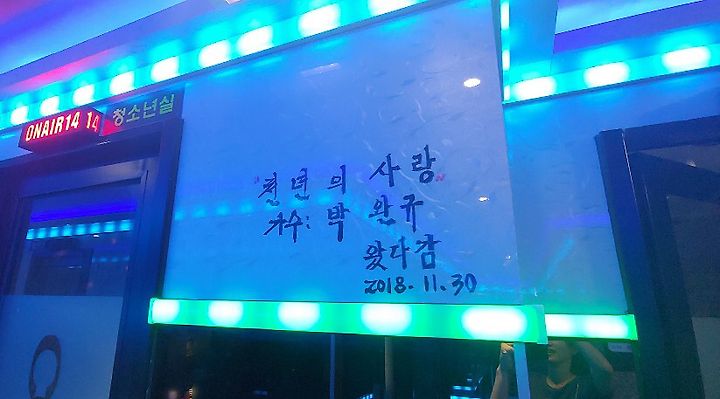 ONAIR14 14
청소년실
"천년의 사랑"
가수: 박완규
왔다감
2018. 11. 30